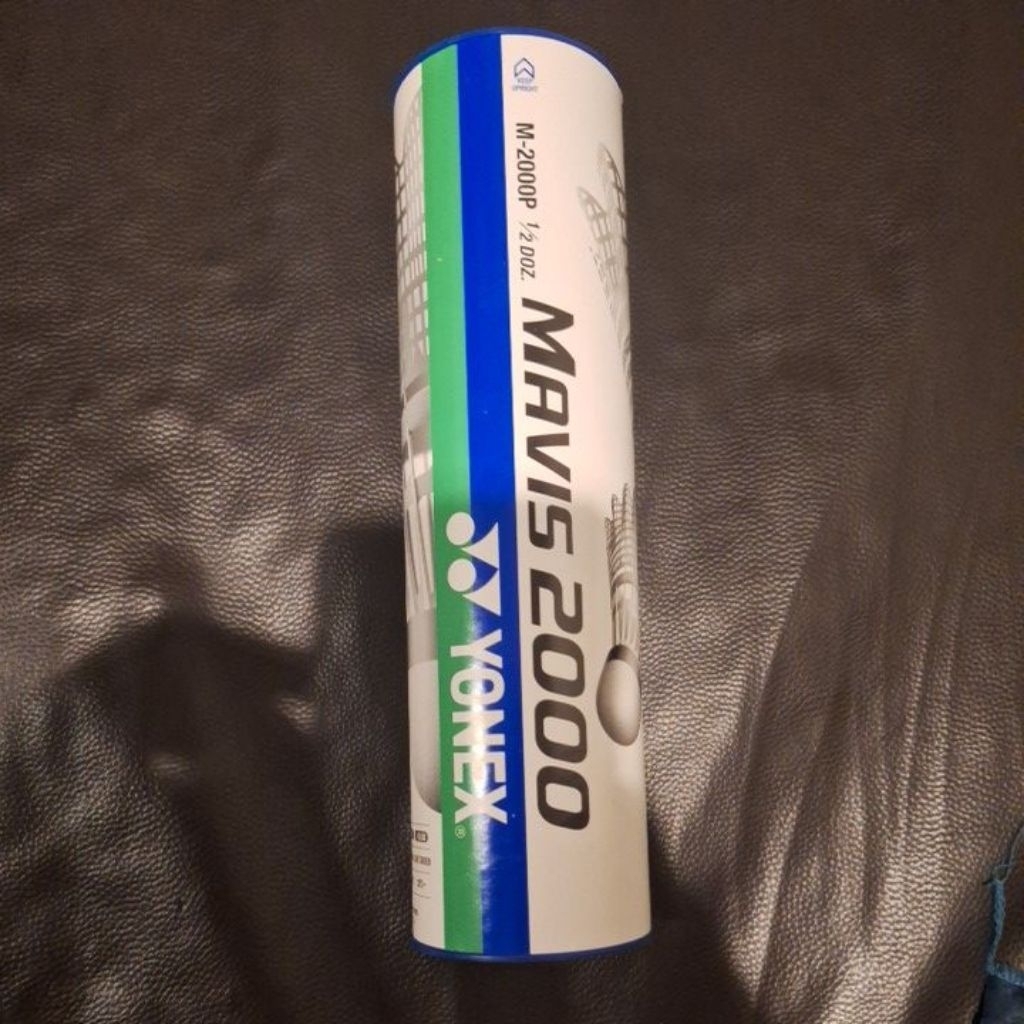 KEEP
UPRIGHT
M-2000P 1/2 DOZ. MAVIS 2000
YONEX®